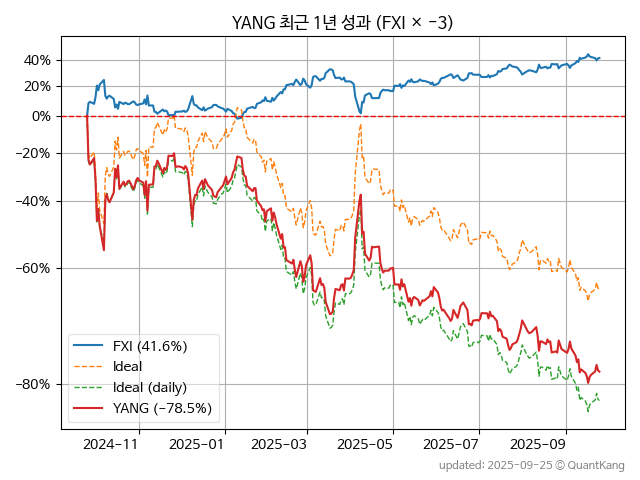 YANG 최근 1년 성과 (FXI × −3)
40%
20%
0%
−20%
−40%
−60%
−80%
FXI (41.6%)
Ideal
Ideal (daily)
YANG (−78.5%)
2024-11
2025-01
2025-03
2025-05
2025-07
2025-09
updated: 2025-09-25 © QuantKang